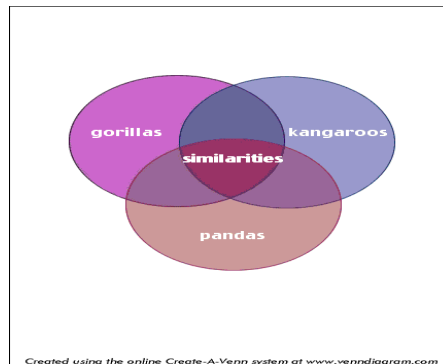 gorillas
kangaroos
similarities
pandas
Created using the online Create-A-Venn system at www.venndiagram.com